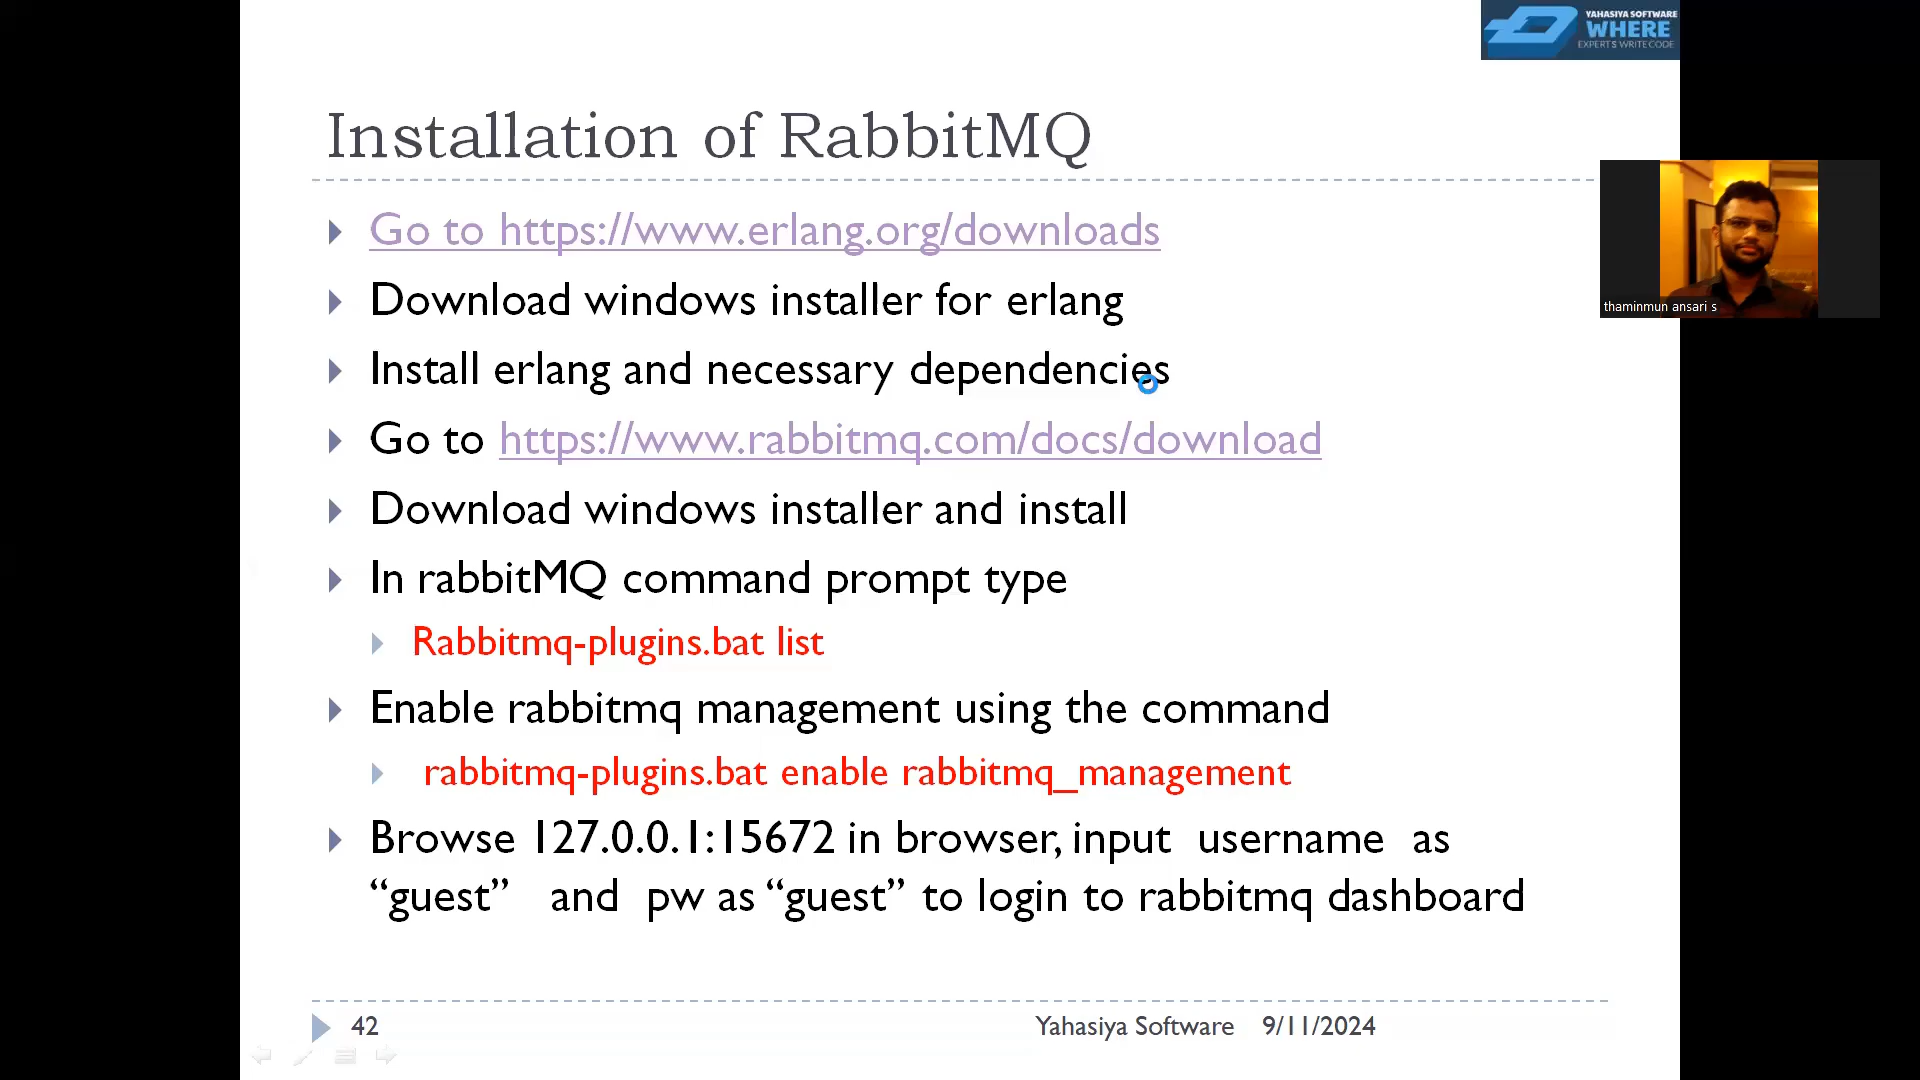 YAHASIYA SOFTWARE
WHERE
EXPERTS WRITE CODE
Installation of RabbitMQ
Go to https://www.erlang.org/downloads
Download windows installer for erlang
Install erlang and necessary dependencies
Go to https://www.rabbitmq.com/docs/download
Download windows installer and install
In rabbitMQ command prompt type
Rabbitmq-plugins.bat list
Enable rabbitmq management using the command
rabbitmq-plugins.bat enable rabbitmq_management
Browse 127.0.0.1:15672 in browser, input username as
“guest” and pw as “guest” to login to rabbitmq dashboard
thaminmun ansari s
42 Yahasiya Software 9/11/2024